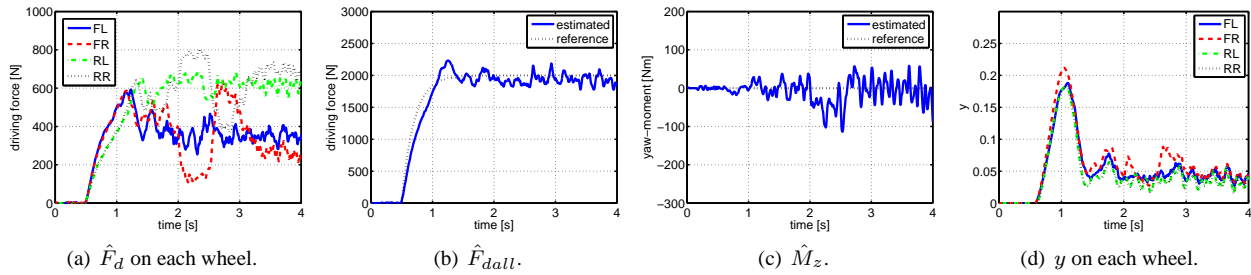 driving force [N]
1000
800
600
400
200
0
0 1 2 3 4
time [s]
FL
FR
RL
RR
(a) F̂_d on each wheel.
driving force [N]
3000
2500
2000
1500
1000
500
0
0 1 2 3 4
time [s]
estimated
reference
(b) F̂_dall.
yaw−moment [Nm]
200
100
0
−100
−200
−300
0 1 2 3 4
time [s]
estimated
reference
(c) M̂_z.
y
0.25
0.2
0.15
0.1
0.05
0
0 1 2 3 4
time [s]
FL
FR
RL
RR
(d) y on each wheel.